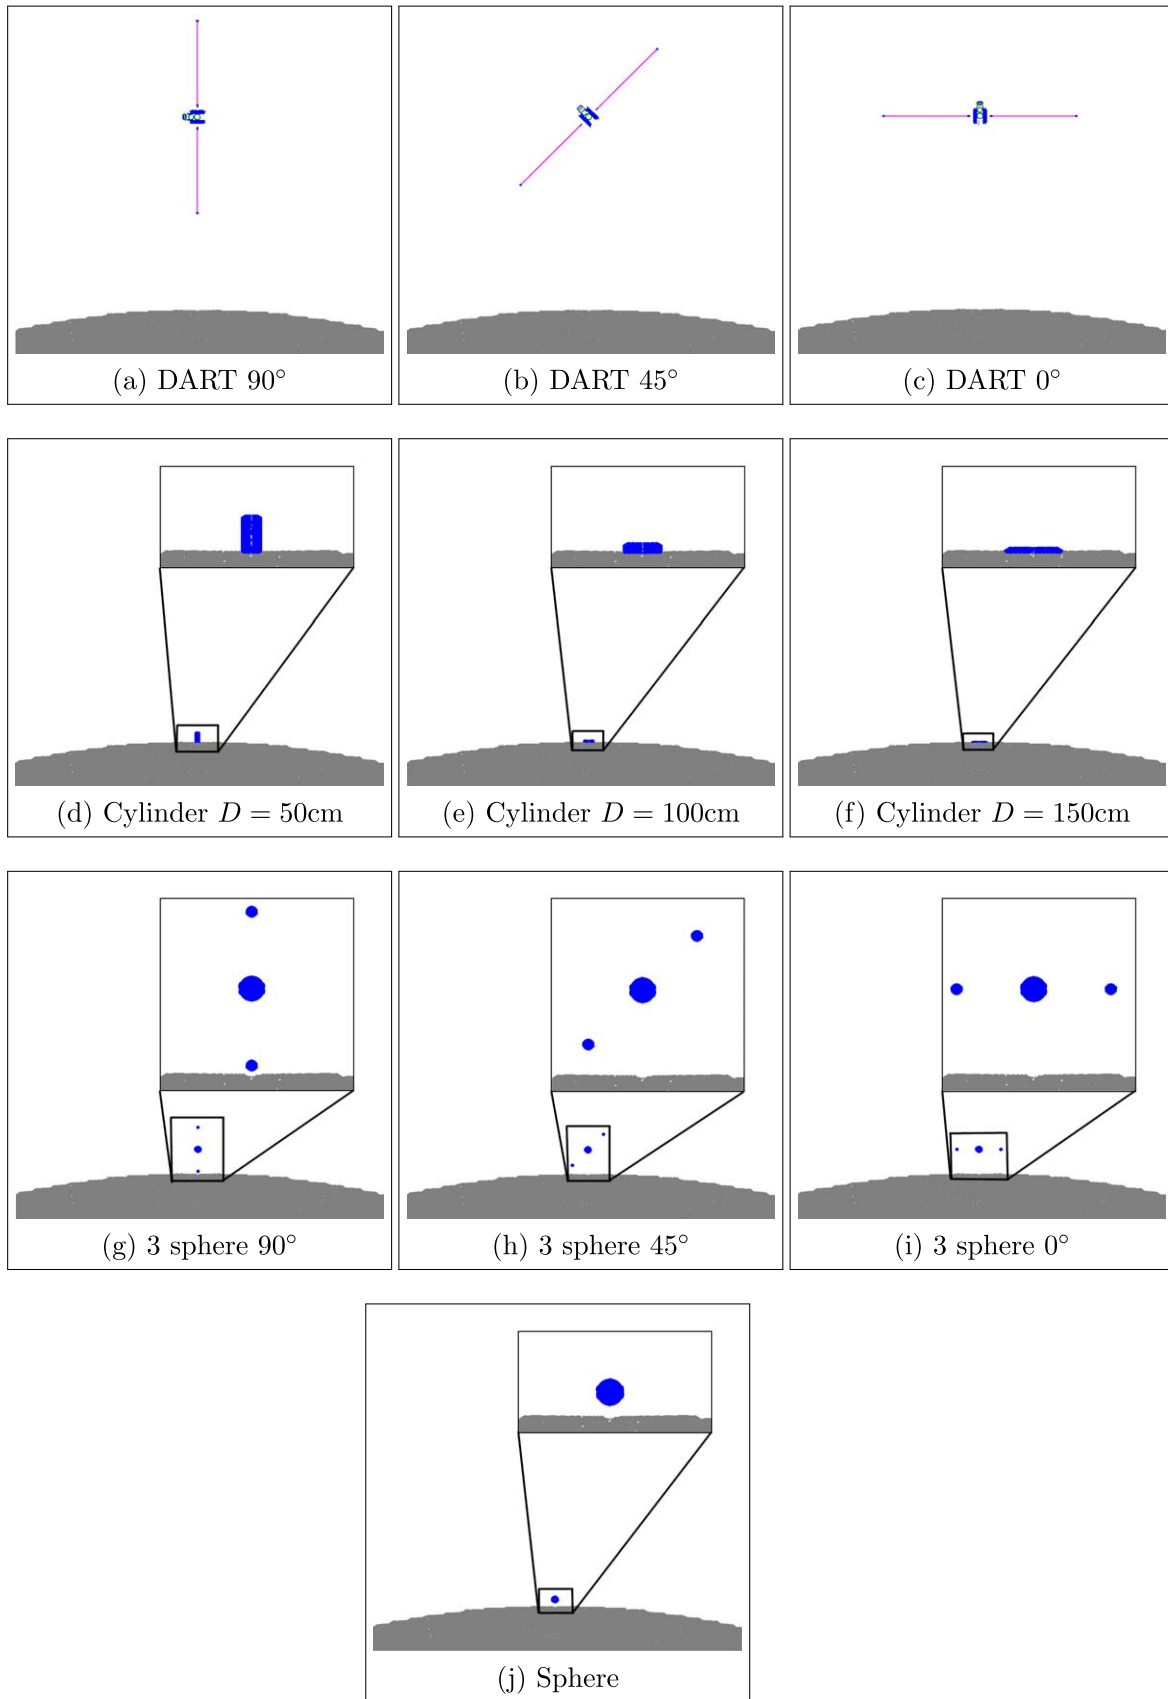 (a) DART 90°
(b) DART 45°
(c) DART 0°
(d) Cylinder D = 50cm
(e) Cylinder D = 100cm
(f) Cylinder D = 150cm
(g) 3 sphere 90°
(h) 3 sphere 45°
(i) 3 sphere 0°
(j) Sphere